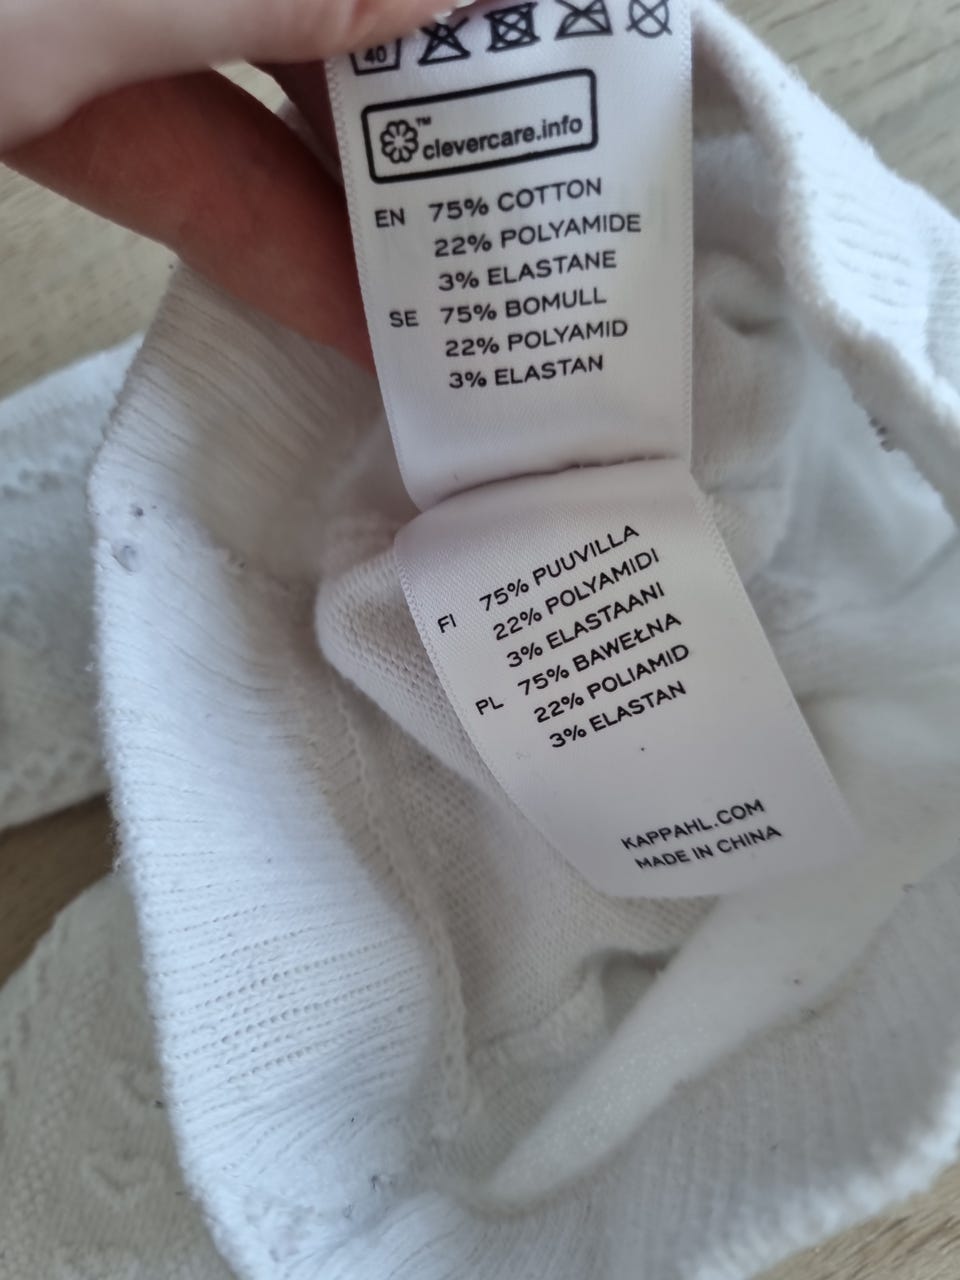 40
™
clevercare.info
EN 75% COTTON
22% POLYAMIDE
3% ELASTANE
SE 75% BOMULL
22% POLYAMID
3% ELASTAN
FI 75% PUUVILLA
22% POLYAMIDI
3% ELASTAANI
PL 75% BAWEŁNA
22% POLIAMID
3% ELASTAN
KAPPAHL.COM
MADE IN CHINA